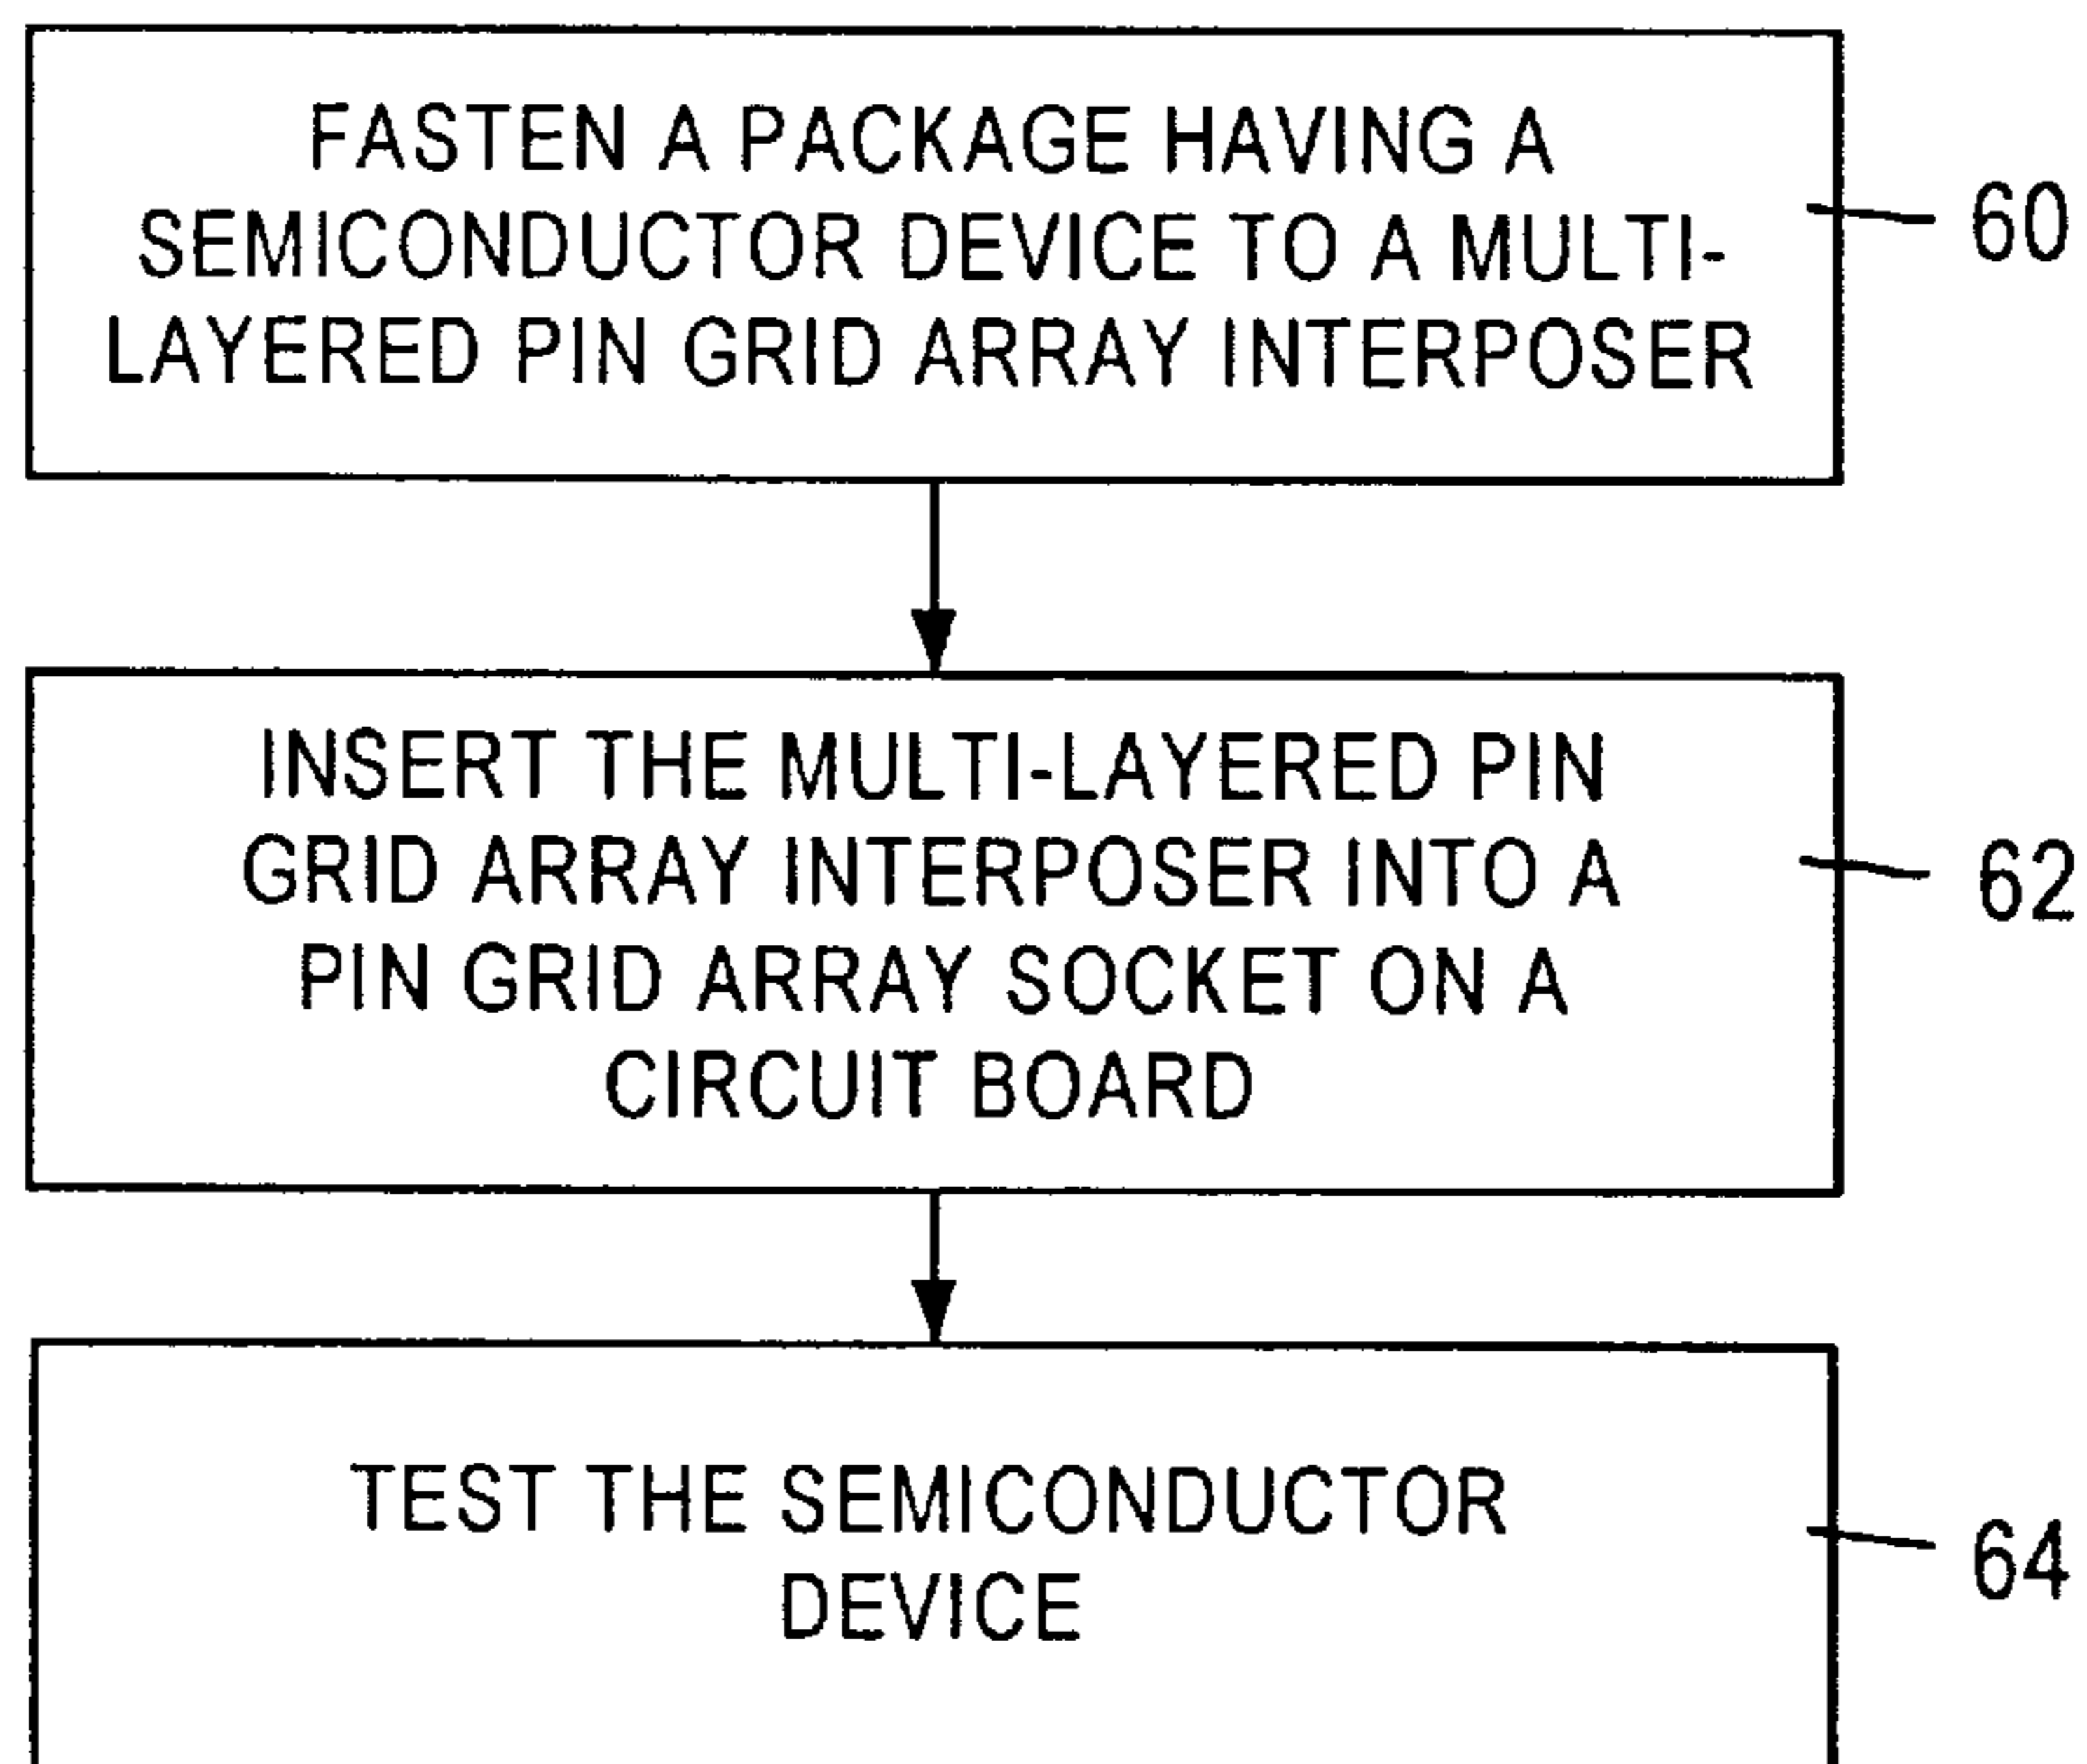 FASTEN A PACKAGE HAVING A
SEMICONDUCTOR DEVICE TO A MULTI-
LAYERED PIN GRID ARRAY INTERPOSER
60
INSERT THE MULTI-LAYERED PIN
GRID ARRAY INTERPOSER INTO A
PIN GRID ARRAY SOCKET ON A
CIRCUIT BOARD
62
TEST THE SEMICONDUCTOR
DEVICE
64